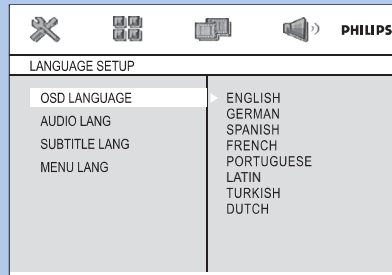 PHILIPS
LANGUAGE SETUP
OSD LANGUAGE
AUDIO LANG
SUBTITLE LANG
MENU LANG
ENGLISH
GERMAN
SPANISH
FRENCH
PORTUGUESE
LATIN
TURKISH
DUTCH